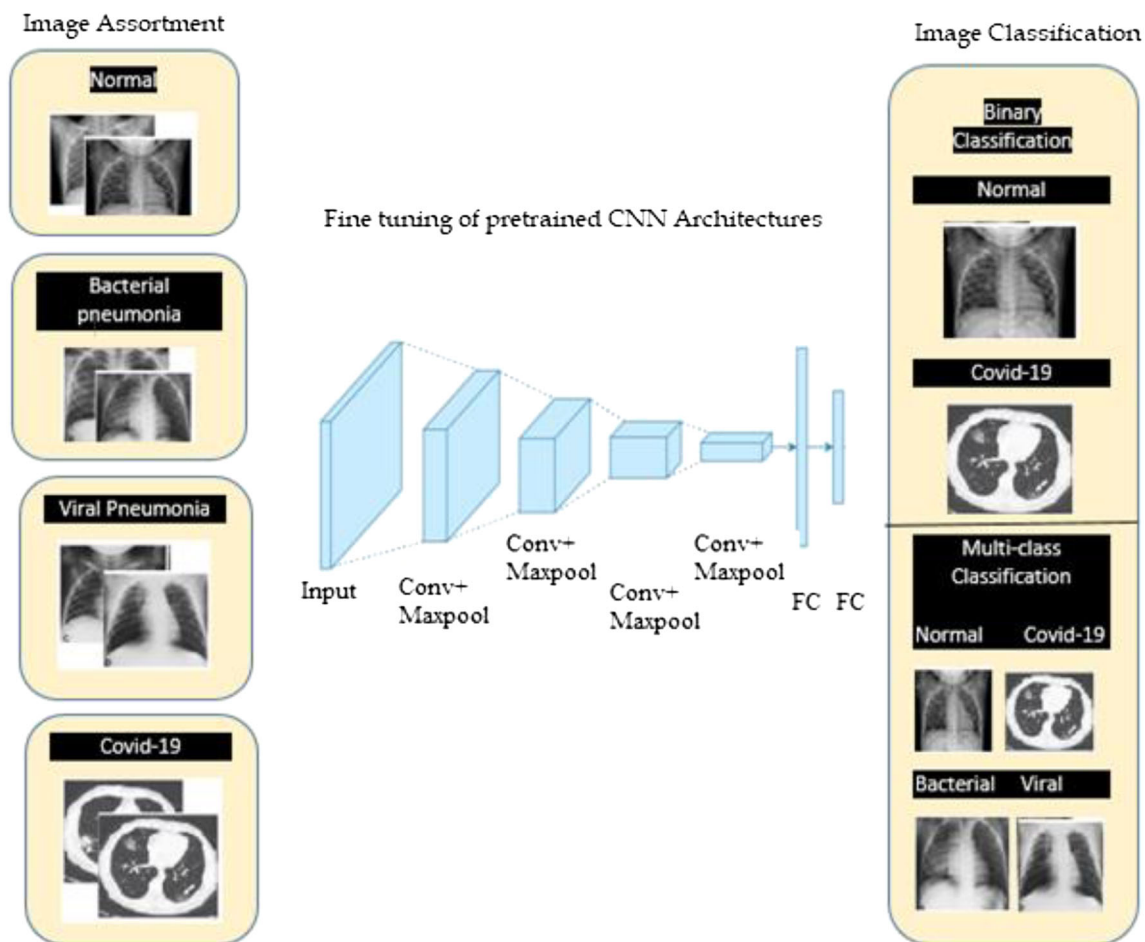 Image Assortment
Normal
Bacterial
pneumonia
Viral Pneumonia
Covid-19
Fine tuning of pretrained CNN Architectures
Input
Conv+
Maxpool
Conv+
Maxpool
Conv+
Maxpool
Conv+
Maxpool
FC FC
Image Classification
Binary
Classification
Normal
Covid-19
Multi-class
Classification
Normal Covid-19
Bacterial Viral